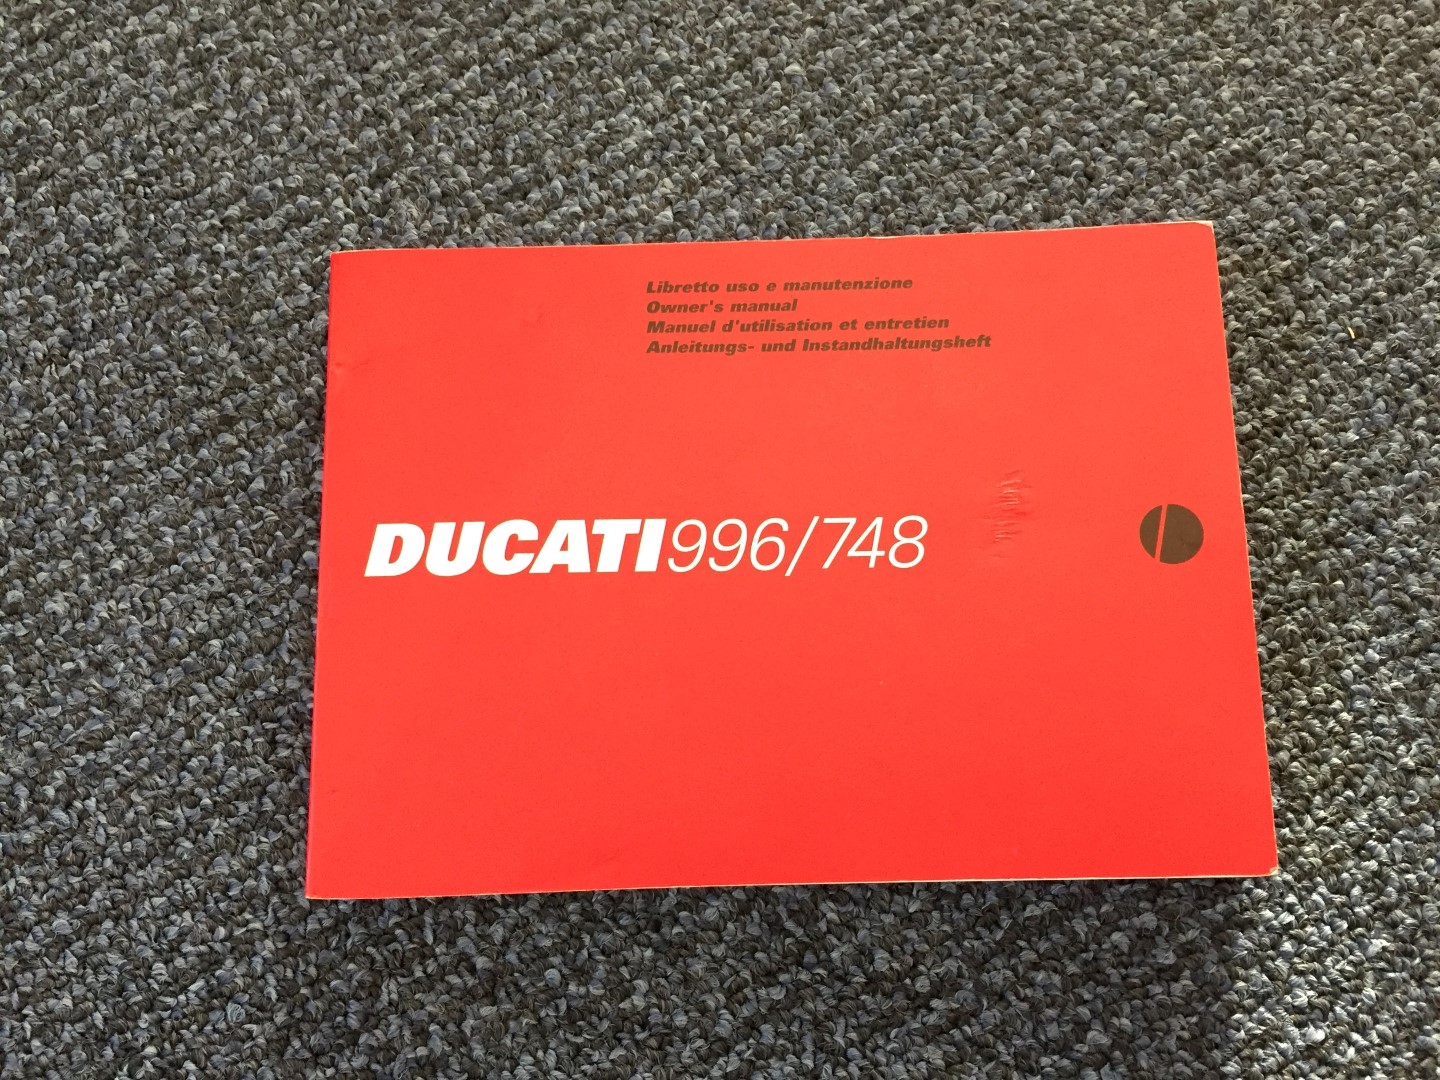 Libretto uso e manutenzione
Owner's manual
Manuel d'utilisation et entretien
Anleitungs- und Instandhaltungsheft
DUCATI996/748